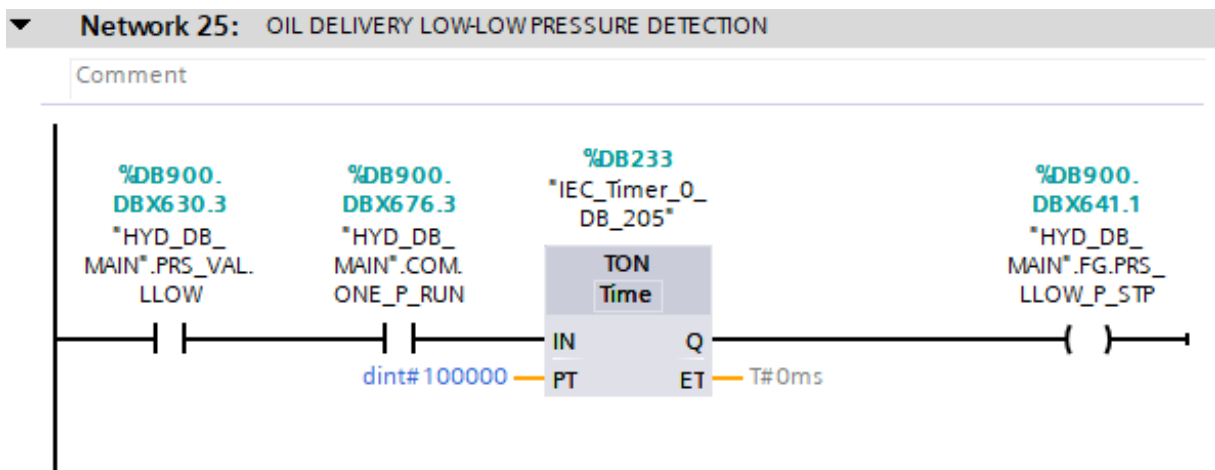 Network 25: OIL DELIVERY LOW-LOW PRESSURE DETECTION
Comment
%DB900.
DBX630.3
"HYD_DB_
MAIN".PRS_VAL.
LLOW
%DB900.
DBX676.3
"HYD_DB_
MAIN".COM.
ONE_P_RUN
%DB233
"IEC_Timer_0_
DB_205"
TON
Time
IN
Q
dint#100000
PT
ET
T#0ms
%DB900.
DBX641.1
"HYD_DB_
MAIN".FG.PRS_
LLOW_P_STP